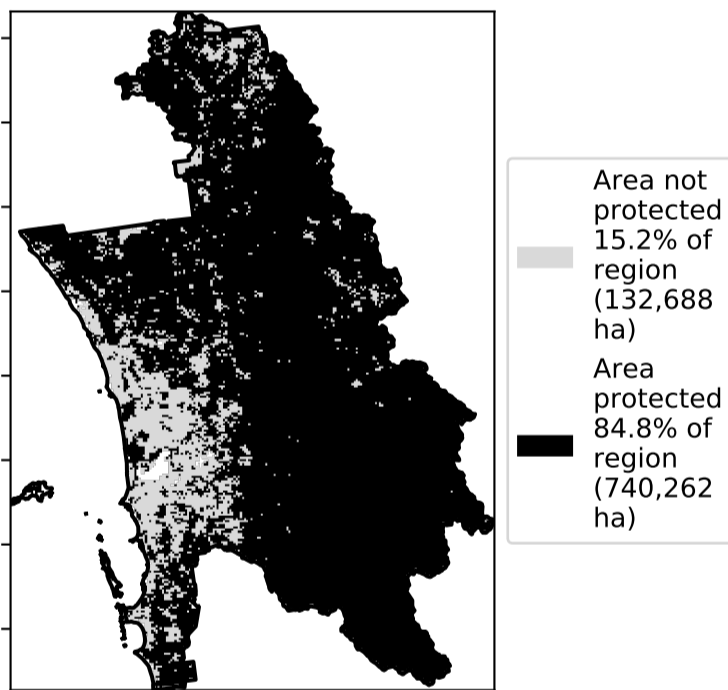 Area not
protected
15.2% of
region
(132,688
ha)
Area
protected
84.8% of
region
(740,262
ha)